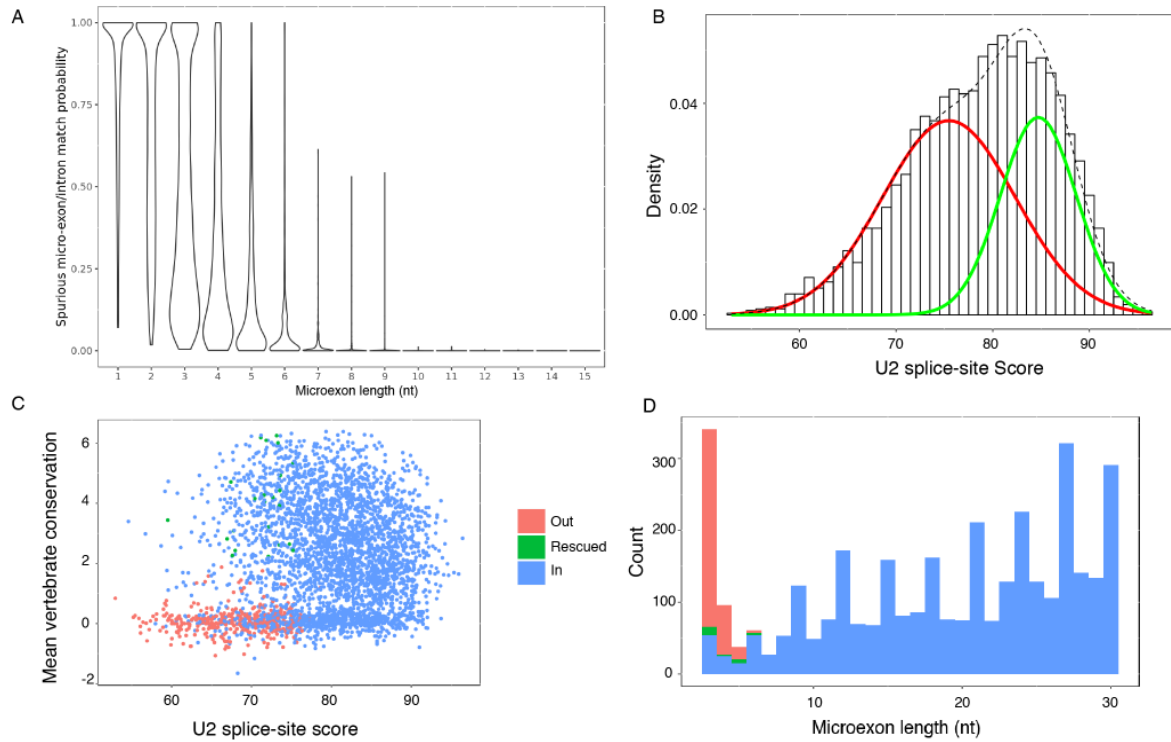 A
Spurious micro-exon/intron match probability
1.00
0.75
0.50
0.25
0.00
1 2 3 4 5 6 7 8 9 10 11 12 13 14 15
Microexon length (nt)
B
Density
0.04
0.02
0.00
60 70 80 90
U2 splice-site Score
C
Mean vertebrate conservation
6
4
2
0
-2
60 70 80 90
U2 splice-site score
Out
Rescued
In
D
Count
300
200
100
0
10 20 30
Microexon length (nt)